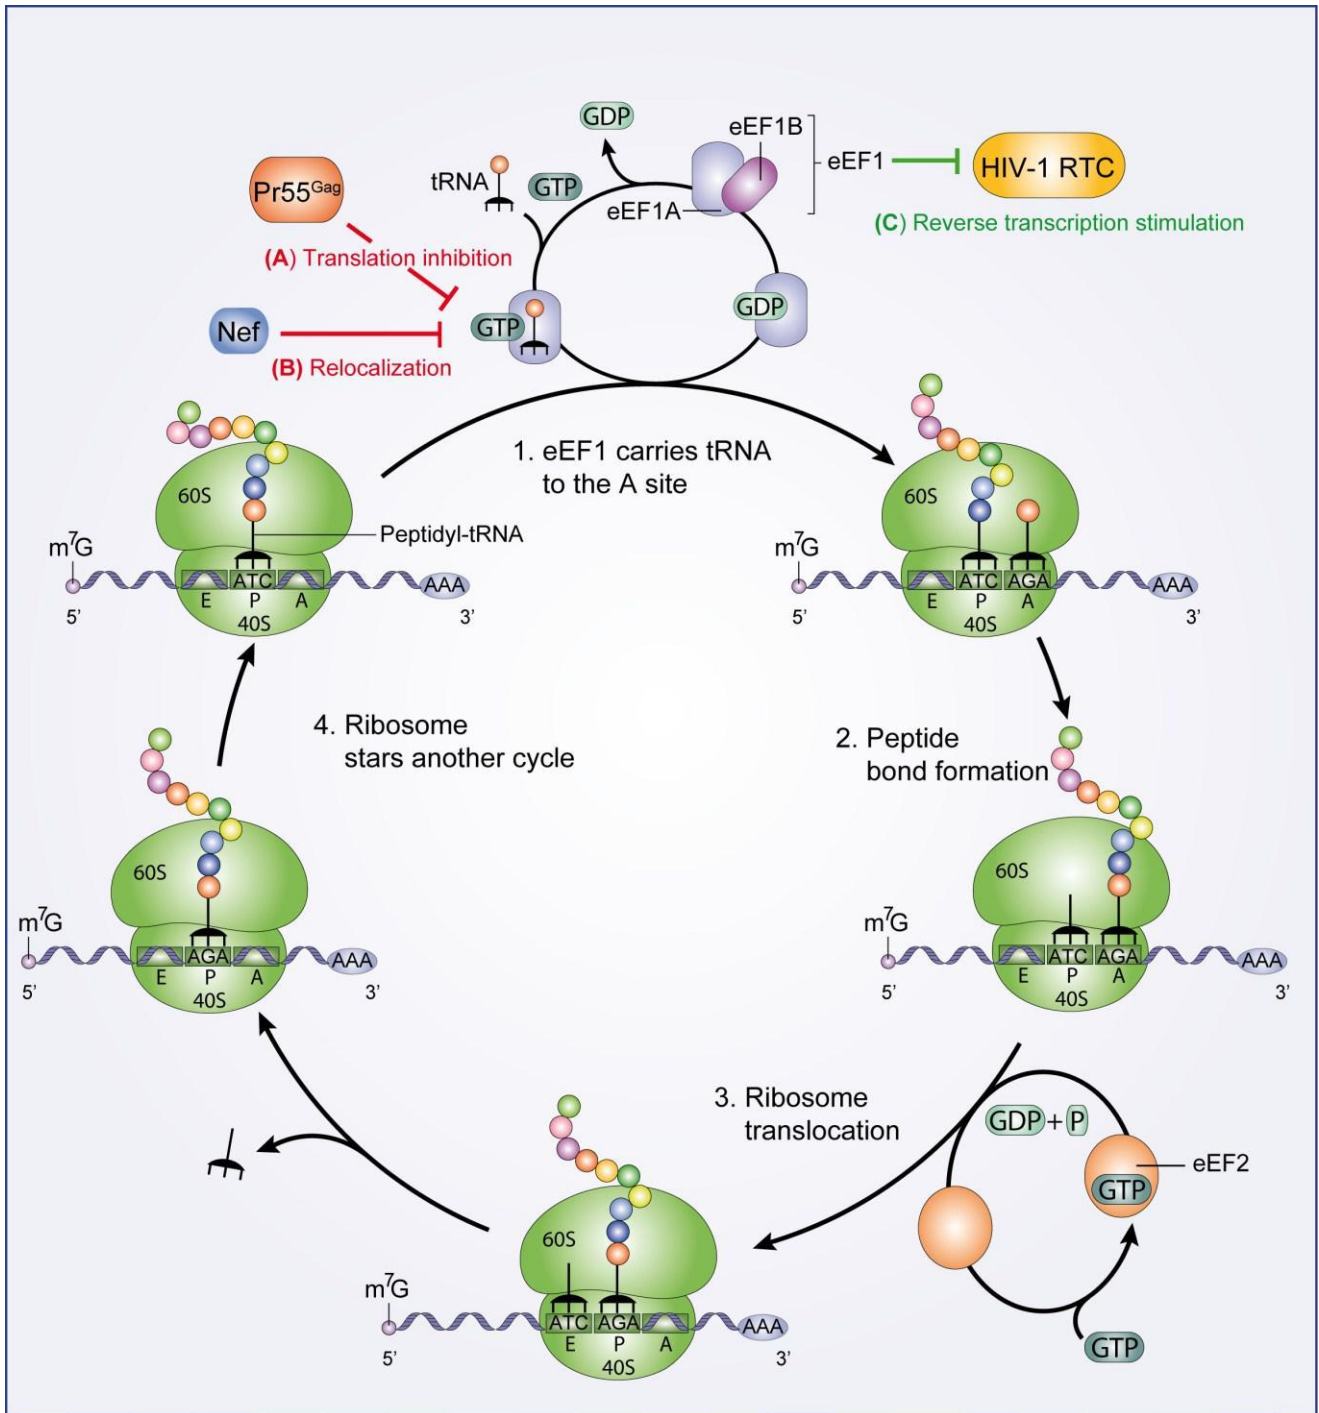 GDP
eEF1B
eEF1
HIV-1 RTC
Pr55Gag
tRNA
GTP
eEF1A
(C) Reverse transcription stimulation
(A) Translation inhibition
GTP
GDP
Nef
(B) Relocalization
1. eEF1 carries tRNA
to the A site
60S
Peptidyl-tRNA
m7G
ATC
AAA
E P A
5'
40S
3'
60S
m7G
ATC AGA
AAA
E P A
5'
40S
3'
4. Ribosome
stars another cycle
2. Peptide
bond formation
60S
m7G
AGA
AAA
E P A
5'
40S
3'
60S
m7G
ATC AGA
AAA
E P A
5'
40S
3'
3. Ribosome
translocation
GDP + P
eEF2
GTP
GTP
60S
m7G
ATC AGA
AAA
E P A
5'
40S
3'